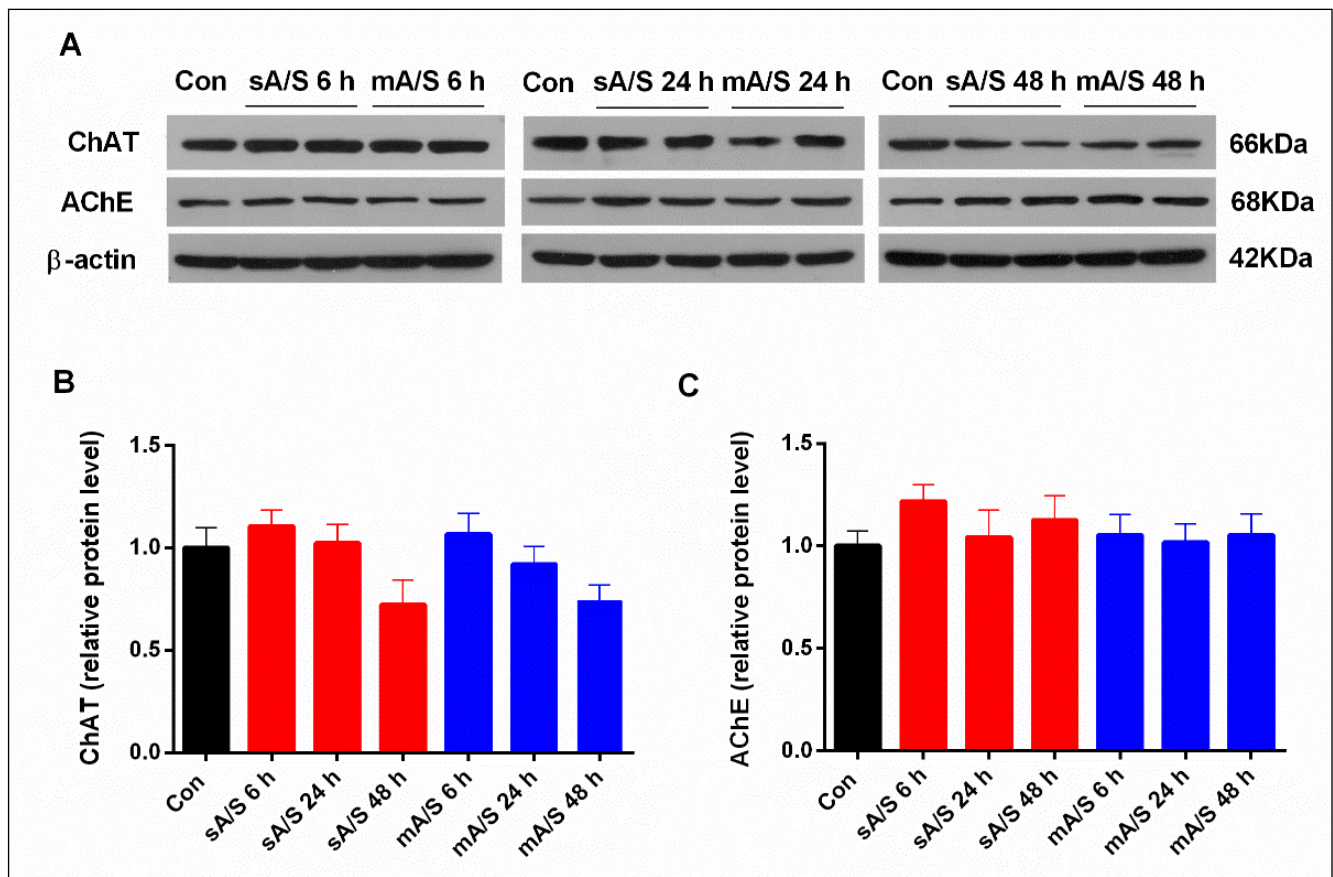 A
Con sA/S 6 h mA/S 6 h Con sA/S 24 h mA/S 24 h Con sA/S 48 h mA/S 48 h
ChAT 66kDa
AChE 68KDa
β-actin 42KDa
B
ChAT (relative protein level)
1.5
1.0
0.5
0.0
Con sA/S 6 h sA/S 24 h sA/S 48 h mA/S 6 h mA/S 24 h mA/S 48 h
C
AChE (relative protein level)
1.5
1.0
0.5
0.0
Con sA/S 6 h sA/S 24 h sA/S 48 h mA/S 6 h mA/S 24 h mA/S 48 h